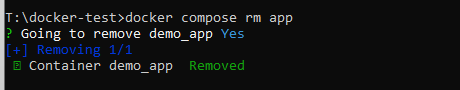 T:\docker-test>docker compose rm app
? Going to remove demo_app Yes
[+] Removing 1/1
Container demo_app Removed